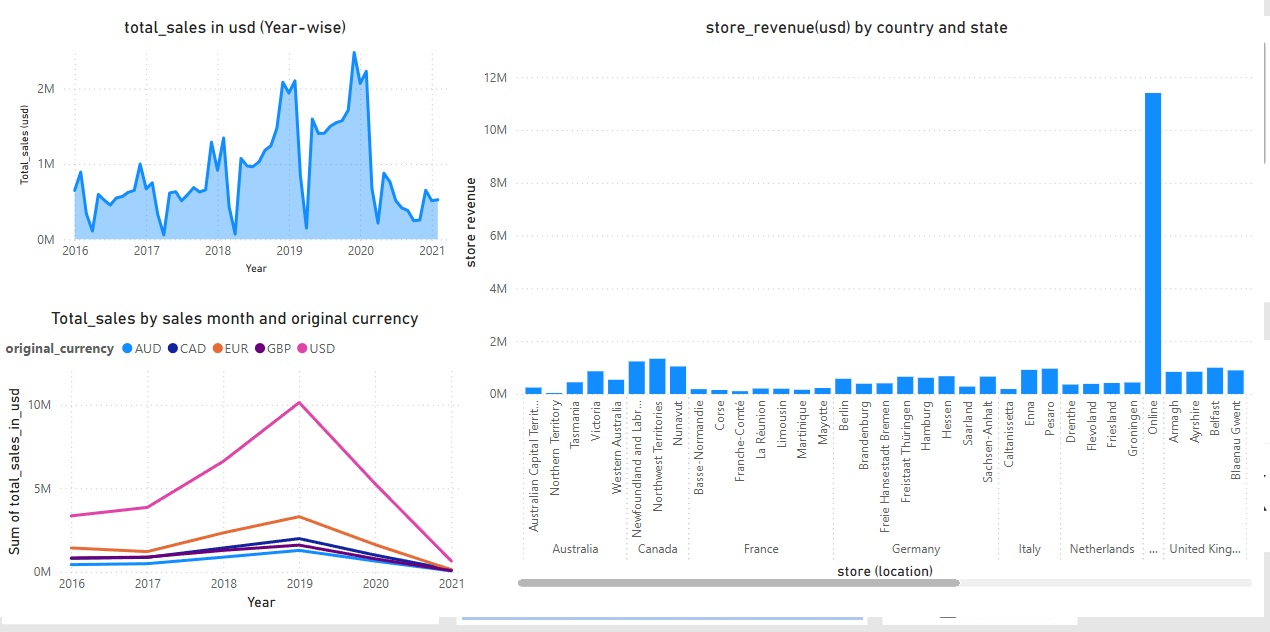 total_sales in usd (Year-wise)
Total_sales (usd)
2M
1M
0M
2016 2017 2018 2019 2020 2021
Year
Total_sales by sales month and original currency
original_currency AUD CAD EUR GBP USD
Sum of total_sales_in_usd
10M
5M
0M
2016 2017 2018 2019 2020 2021
Year
store_revenue(usd) by country and state
store revenue
12M
10M
8M
6M
4M
2M
0M
Australian Capital Territ...
Northern Territory
Tasmania
Victoria
Western Australia
Newfoundland and Labr...
Northwest Territories
Nunavut
Basse-Normandie
Corse
Franche-Comté
La Réunion
Limousin
Martinique
Mayotte
Berlin
Brandenburg
Freie Hansestadt Bremen
Freistaat Thüringen
Hamburg
Hessen
Saarland
Sachsen-Anhalt
Caltanissetta
Enna
Pesaro
Drenthe
Flevoland
Friesland
Groningen
Online
Armagh
Ayrshire
Belfast
Blaenau Gwent
Australia Canada France Germany Italy Netherlands ... United King...
store (location)